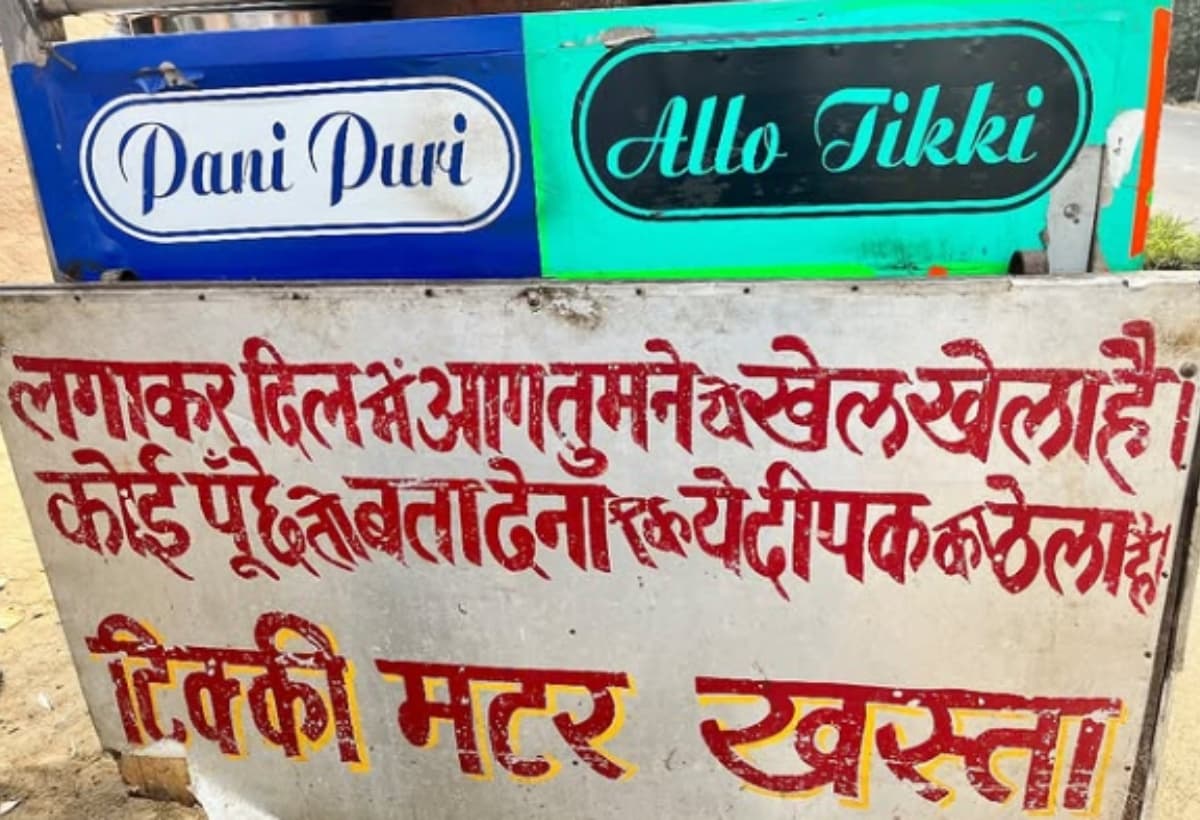 Pani Puri
Allo Tikki
लगाकर दिल में आग तुमने ये खेल खेला है।
कोई पूँछे तो बता देना कि ये दीपक का ठेला है।
टिक्की मटर खस्ता